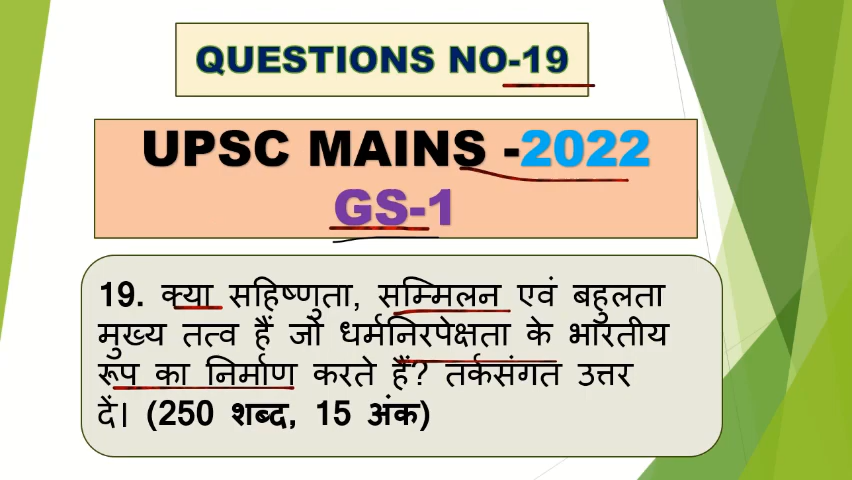 QUESTIONS NO-19
UPSC MAINS -2022
GS-1
19. क्या सहिष्णुता, सम्मिलन एवं बहुलता
मुख्य तत्व हैं जो धर्मनिरपेक्षता के भारतीय
रूप का निर्माण करते हैं? तर्कसंगत उत्तर
दें। (250 शब्द, 15 अंक)